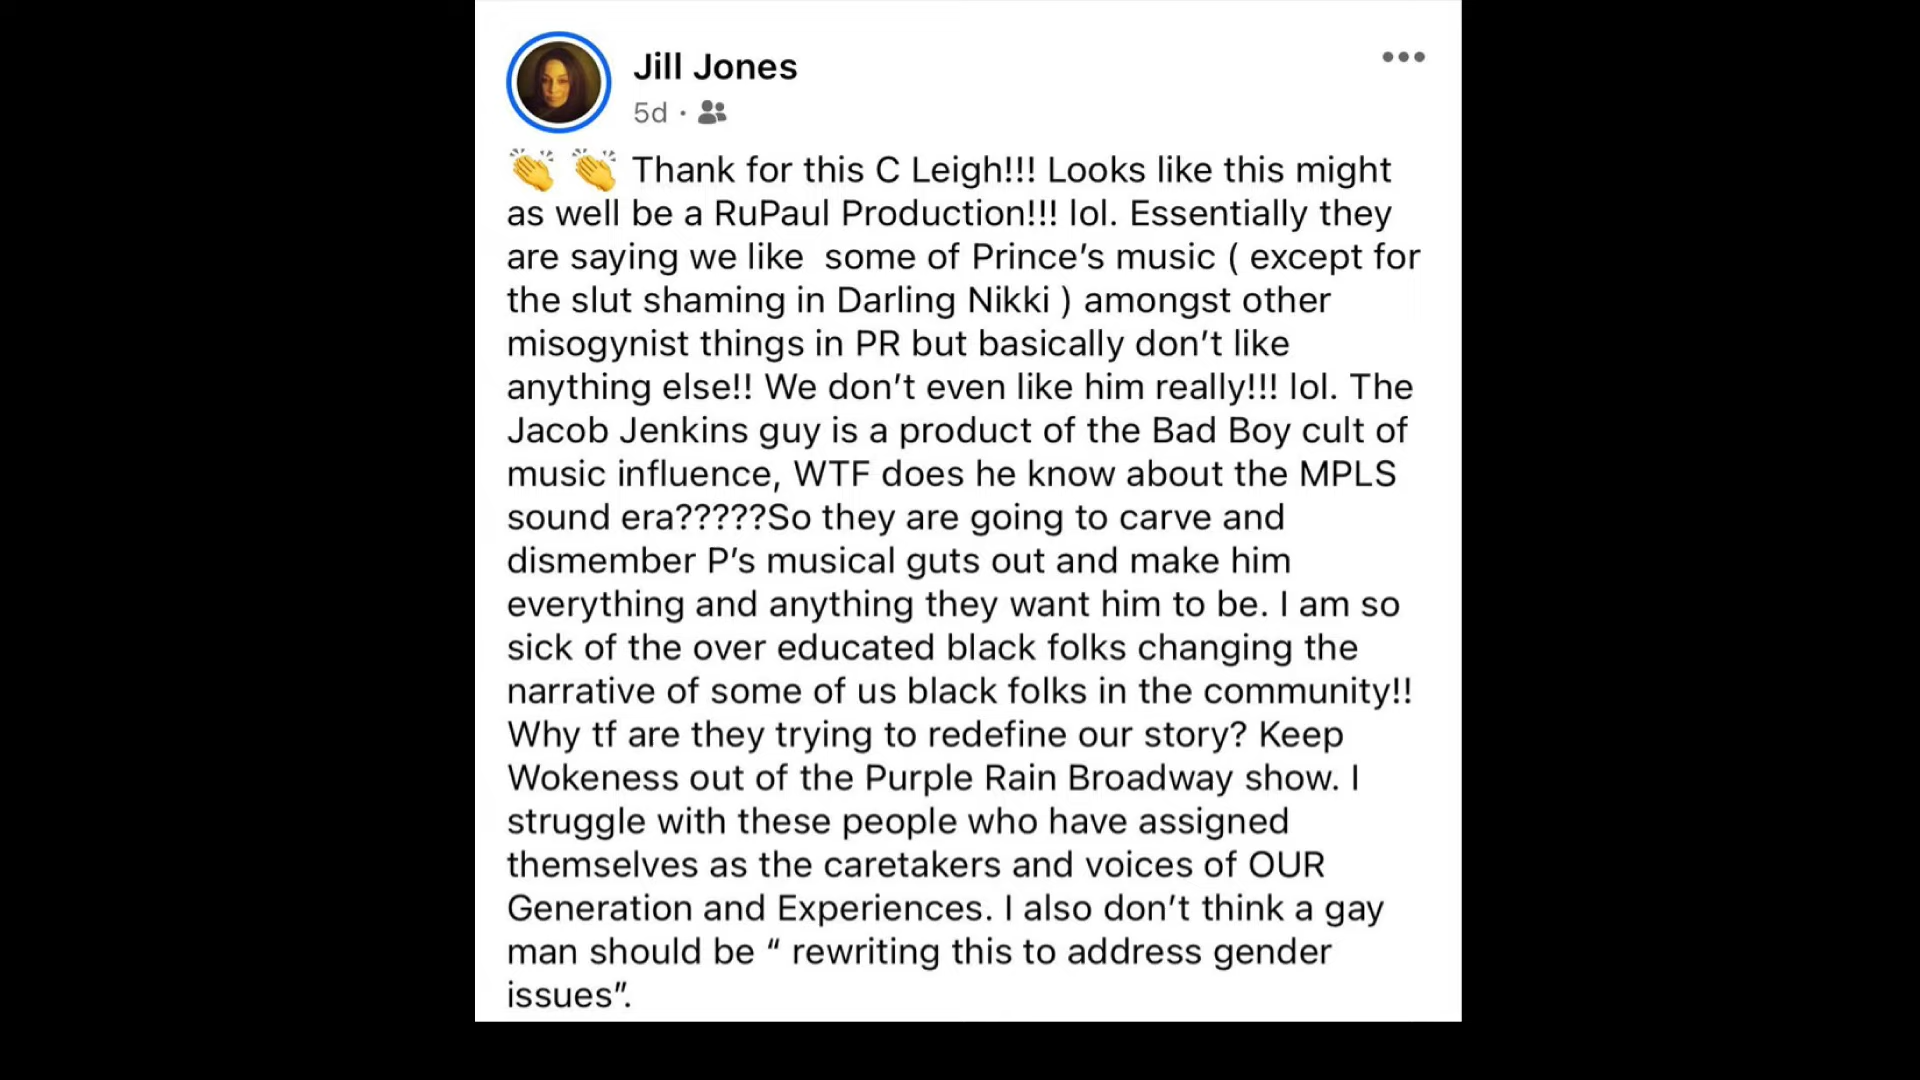 Jill Jones
5d ·
👏 👏 Thank for this C Leigh!!! Looks like this might
as well be a RuPaul Production!!! lol. Essentially they
are saying we like  some of Prince’s music ( except for
the slut shaming in Darling Nikki ) amongst other
misogynist things in PR but basically don’t like
anything else!! We don’t even like him really!!! lol. The
Jacob Jenkins guy is a product of the Bad Boy cult of
music influence, WTF does he know about the MPLS
sound era?????So they are going to carve and
dismember P’s musical guts out and make him
everything and anything they want him to be. I am so
sick of the over educated black folks changing the
narrative of some of us black folks in the community!!
Why tf are they trying to redefine our story? Keep
Wokeness out of the Purple Rain Broadway show. I
struggle with these people who have assigned
themselves as the caretakers and voices of OUR
Generation and Experiences. I also don’t think a gay
man should be “ rewriting this to address gender
issues”.